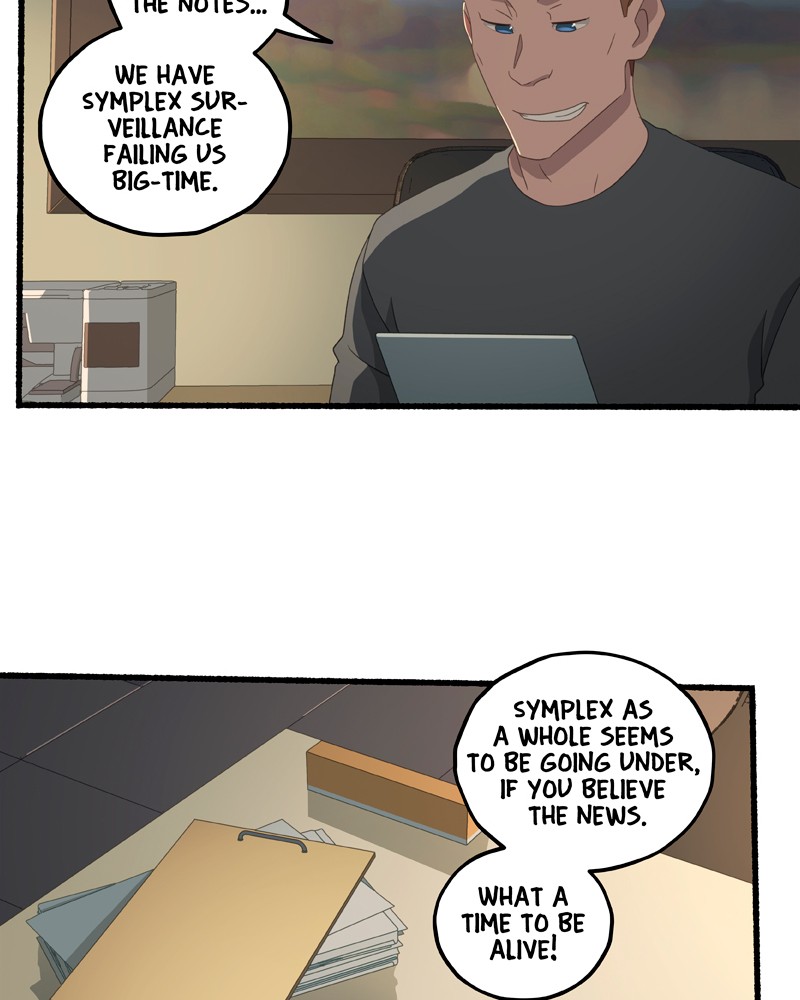 THE NOTES...
WE HAVE
SYMPLEX SUR-
VEILLANCE
FAILING US
BIG-TIME.
SYMPLEX AS
A WHOLE SEEMS
TO BE GOING UNDER,
IF YOU BELIEVE
THE NEWS.
WHAT A
TIME TO BE
ALIVE!